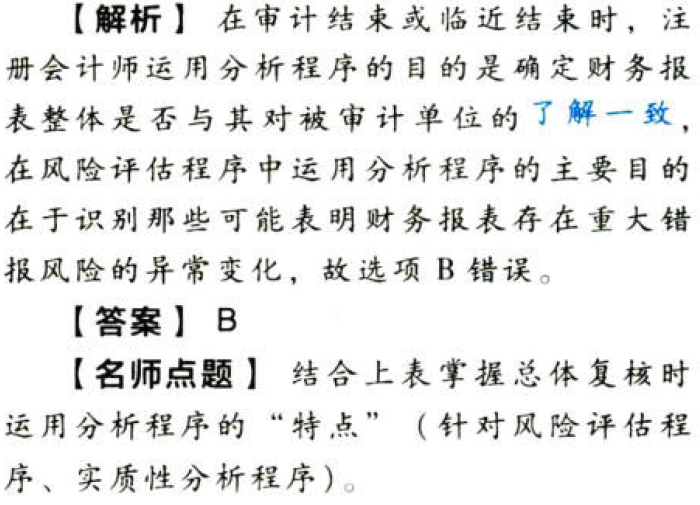 【解析】 在审计结束或临近结束时，注
册会计师运用分析程序的目的是确定财务报
表整体是否与其对被审计单位的了解一致，
在风险评估程序中运用分析程序的主要目的
在于识别那些可能表明财务报表存在重大错
报风险的异常变化，故选项 B 错误。
【答案】 B
【名师点题】 结合上表掌握总体复核时
运用分析程序的“特点”（针对风险评估程
序、实质性分析程序）。